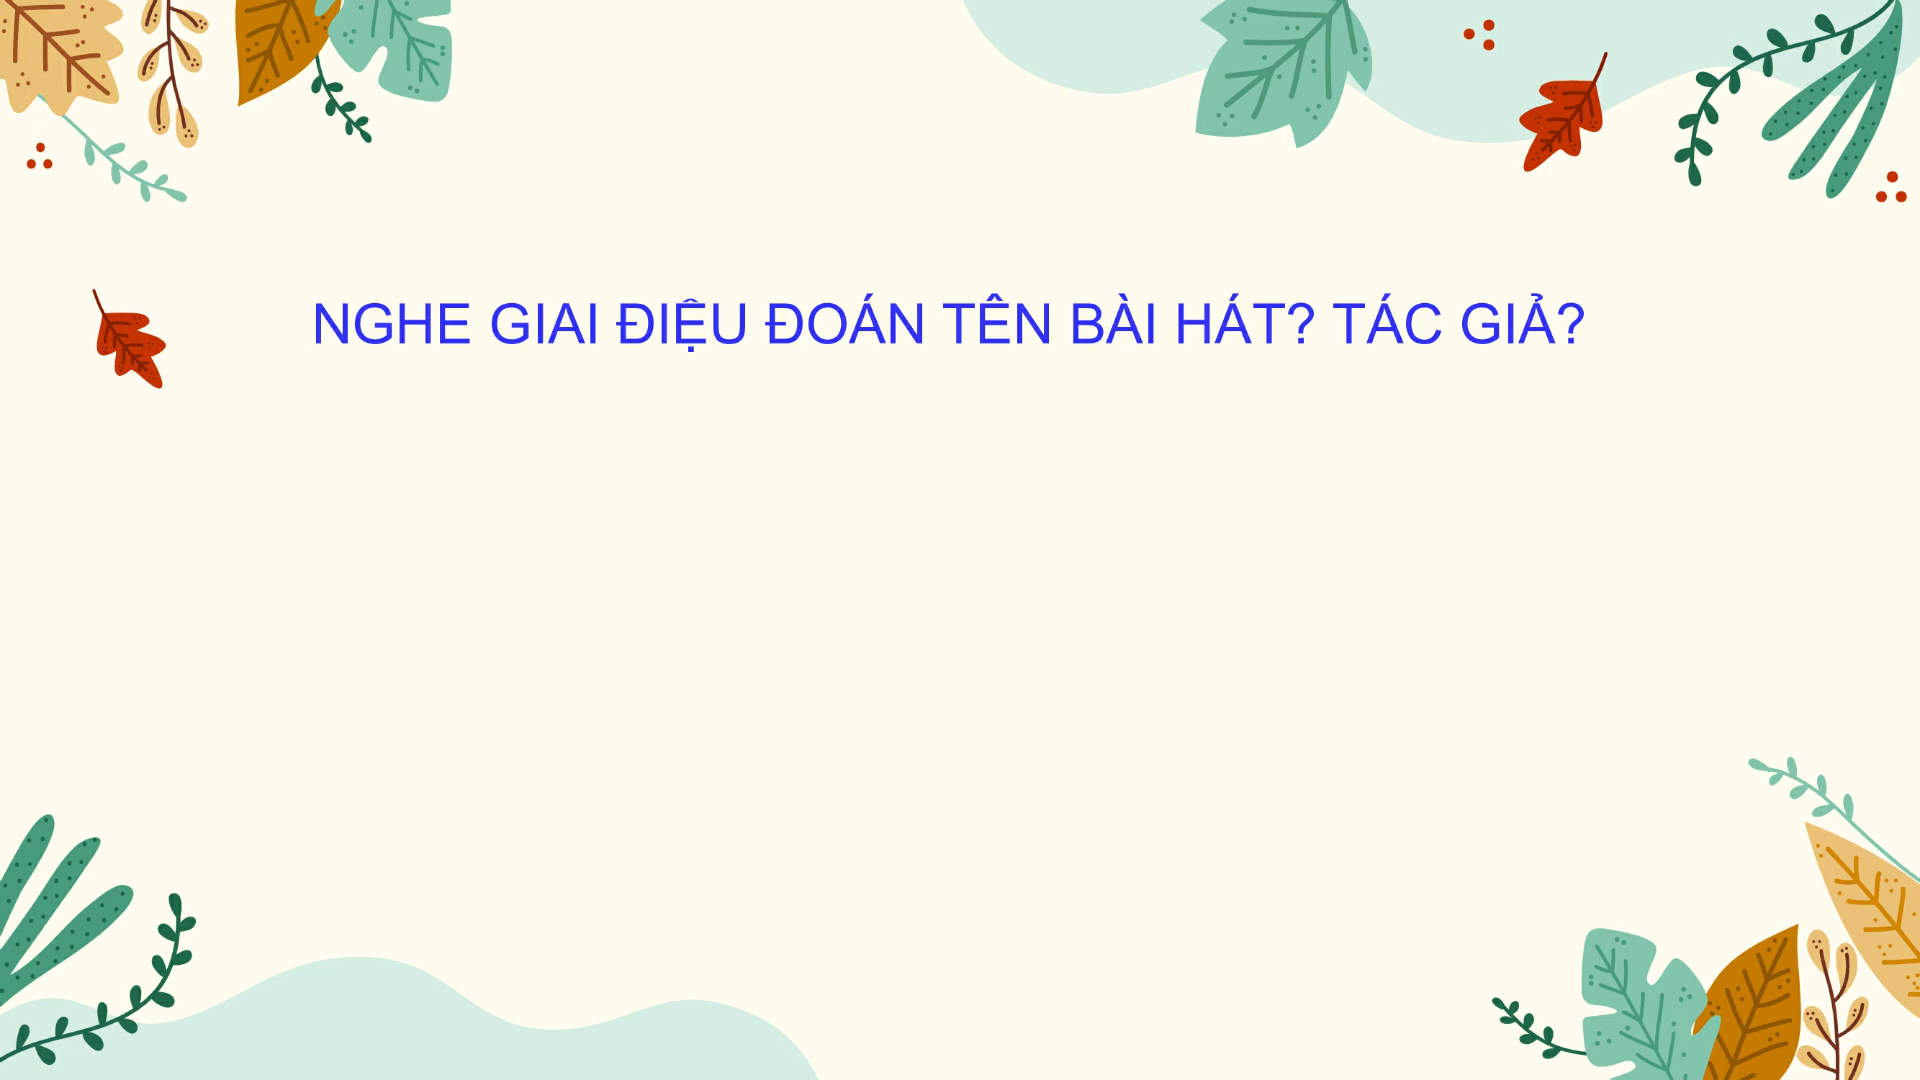 NGHE GIAI ĐIỆU ĐOÁN TÊN BÀI HÁT? TÁC GIẢ?